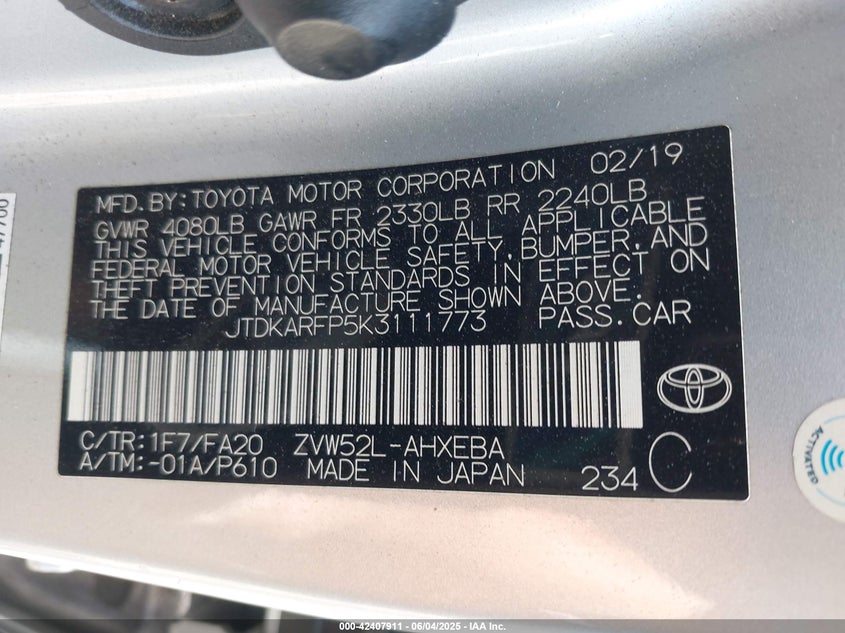 MFD. BY: TOYOTA MOTOR CORPORATION 02/19
GVWR 4080LB GAWR FR 2330LB RR 2240LB
THIS VEHICLE CONFORMS TO ALL APPLICABLE
FEDERAL MOTOR VEHICLE SAFETY, BUMPER, AND
THEFT PREVENTION STANDARDS IN EFFECT ON
THE DATE OF MANUFACTURE SHOWN ABOVE.
JTDKARFP5K3111773 PASS. CAR
C/TR: 1F7/FA20 ZVW52L-AHXEBA
A/TM: -01A/P610 MADE IN JAPAN 234 C
ACTIVATED
000-42407911 - 06/04/2025 - IAA Inc.